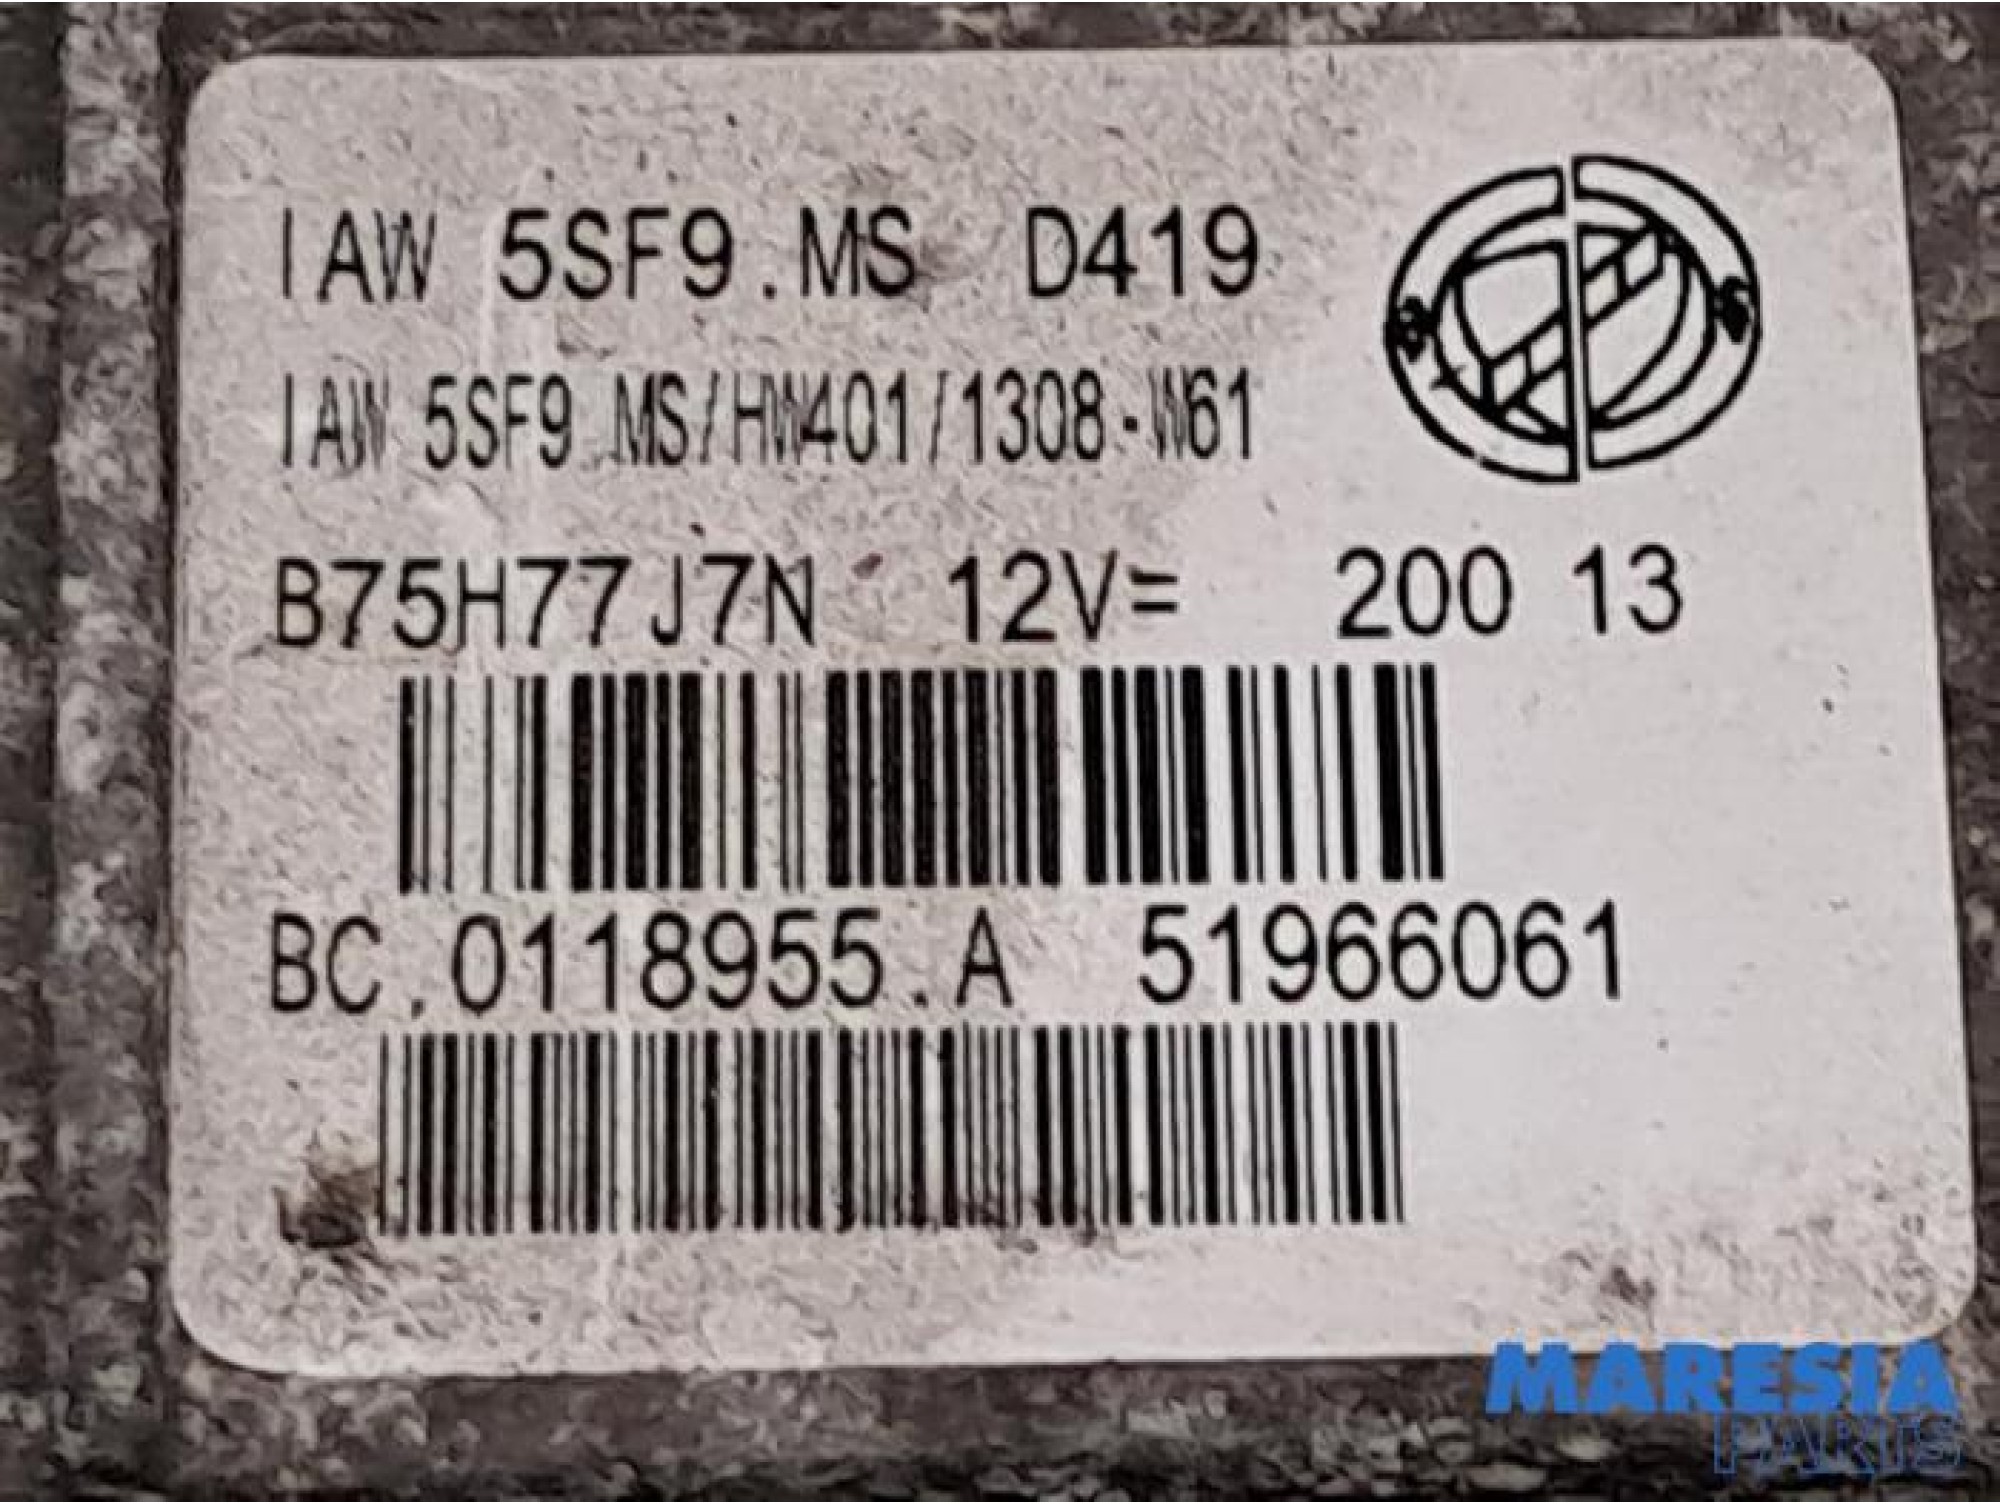 IAW 5SF9.MS D419
IAW 5SF9.MS/HW401/1308-W61
B75H77J7N 12V= 200 13
BC.0118955.A 51966061
MARESIA
PARTS